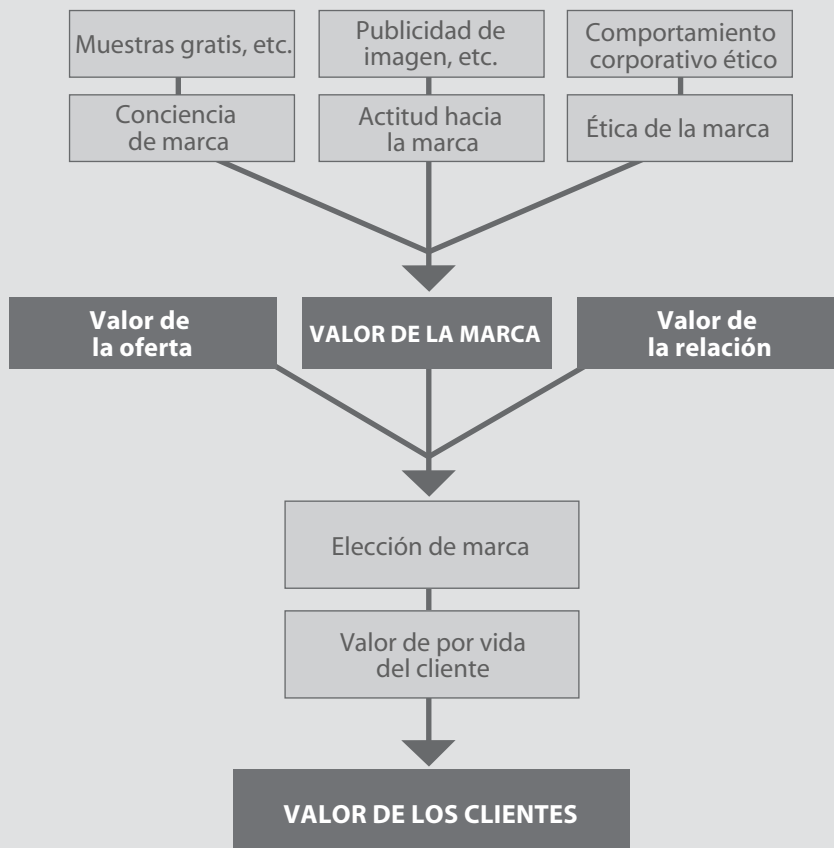 Muestras gratis, etc.
Publicidad de
imagen, etc.
Comportamiento
corporativo ético
Conciencia
de marca
Actitud hacia
la marca
Ética de la marca
Valor de
la oferta
VALOR DE LA MARCA
Valor de
la relación
Elección de marca
Valor de por vida
del cliente
VALOR DE LOS CLIENTES